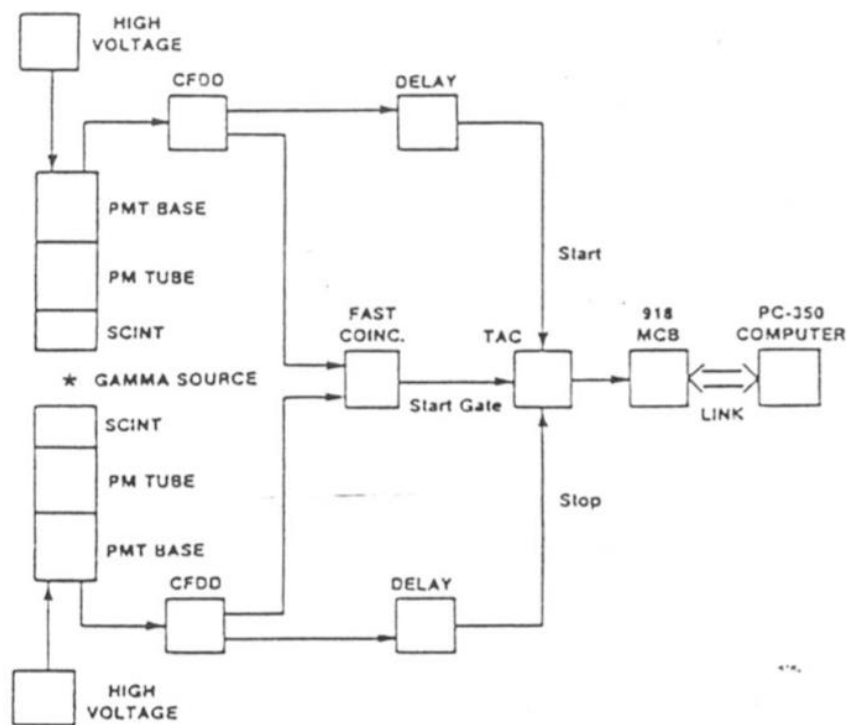 HIGH
VOLTAGE
CFDD
DELAY
PMT BASE
PM TUBE
SCINT
Start
FAST
COINC.
TAC
918
MCB
PC-350
COMPUTER
★ GAMMA SOURCE
Start Gate
LINK
SCINT
PM TUBE
PMT BASE
Stop
CFDD
DELAY
HIGH
VOLTAGE